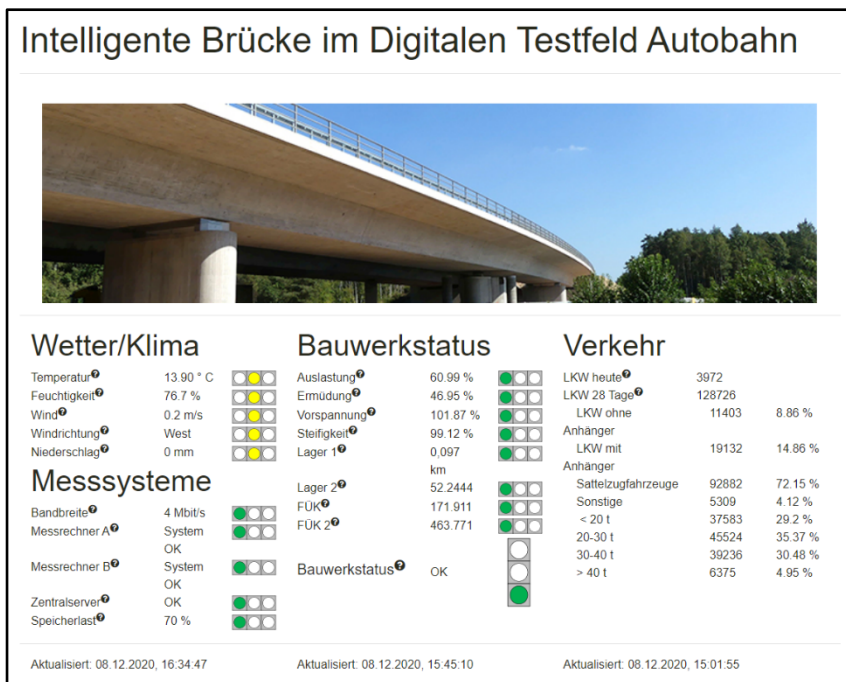 Intelligente Brücke im Digitalen Testfeld Autobahn
Wetter/Klima
Temperatur? 13.90 ° C
Feuchtigkeit? 76.7 %
Wind? 0.2 m/s
Windrichtung? West
Niederschlag? 0 mm
Messsysteme
Bandbreite? 4 Mbit/s
Messrechner A? System
OK
Messrechner B? System
OK
Zentralserver? OK
Speicherlast? 70 %
Aktualisiert: 08.12.2020, 16:34:47
Bauwerkstatus
Auslastung? 60.99 %
Ermüdung? 46.95 %
Vorspannung? 101.87 %
Steifigkeit? 99.12 %
Lager 1? 0,097
km
Lager 2? 52.2444
FÜK? 171.911
FÜK 2? 463.771
Bauwerkstatus? OK
Aktualisiert: 08.12.2020, 15:45:10
Verkehr
LKW heute? 3972
LKW 28 Tage? 128726
LKW ohne 11403 8.86 %
Anhänger
LKW mit 19132 14.86 %
Anhänger
Sattelzugfahrzeuge 92882 72.15 %
Sonstige 5309 4.12 %
< 20 t 37583 29.2 %
20-30 t 45524 35.37 %
30-40 t 39236 30.48 %
> 40 t 6375 4.95 %
Aktualisiert: 08.12.2020, 15:01:55